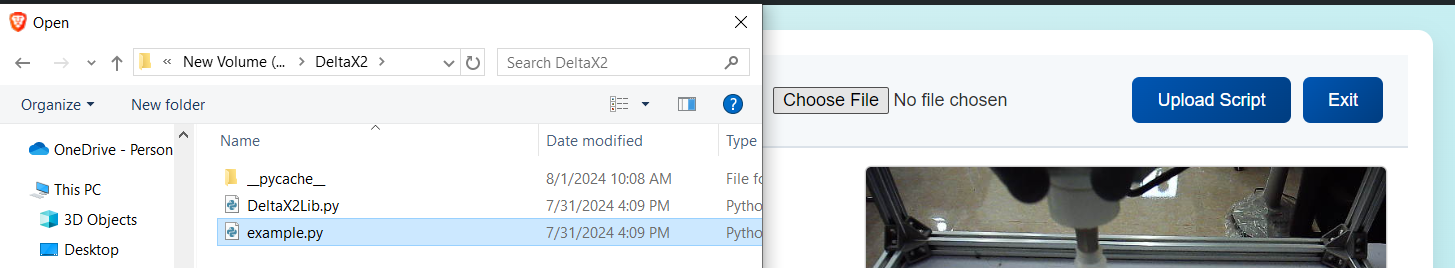 Open
« New Volume (... > DeltaX2 >
Search DeltaX2
Organize
New folder
?
Name
Date modified
Type
OneDrive - Person
This PC
3D Objects
Desktop
__pycache__
8/1/2024 10:08 AM
File fo
DeltaX2Lib.py
7/31/2024 4:09 PM
Pytho
example.py
7/31/2024 4:09 PM
Pytho
Choose File No file chosen
Upload Script
Exit